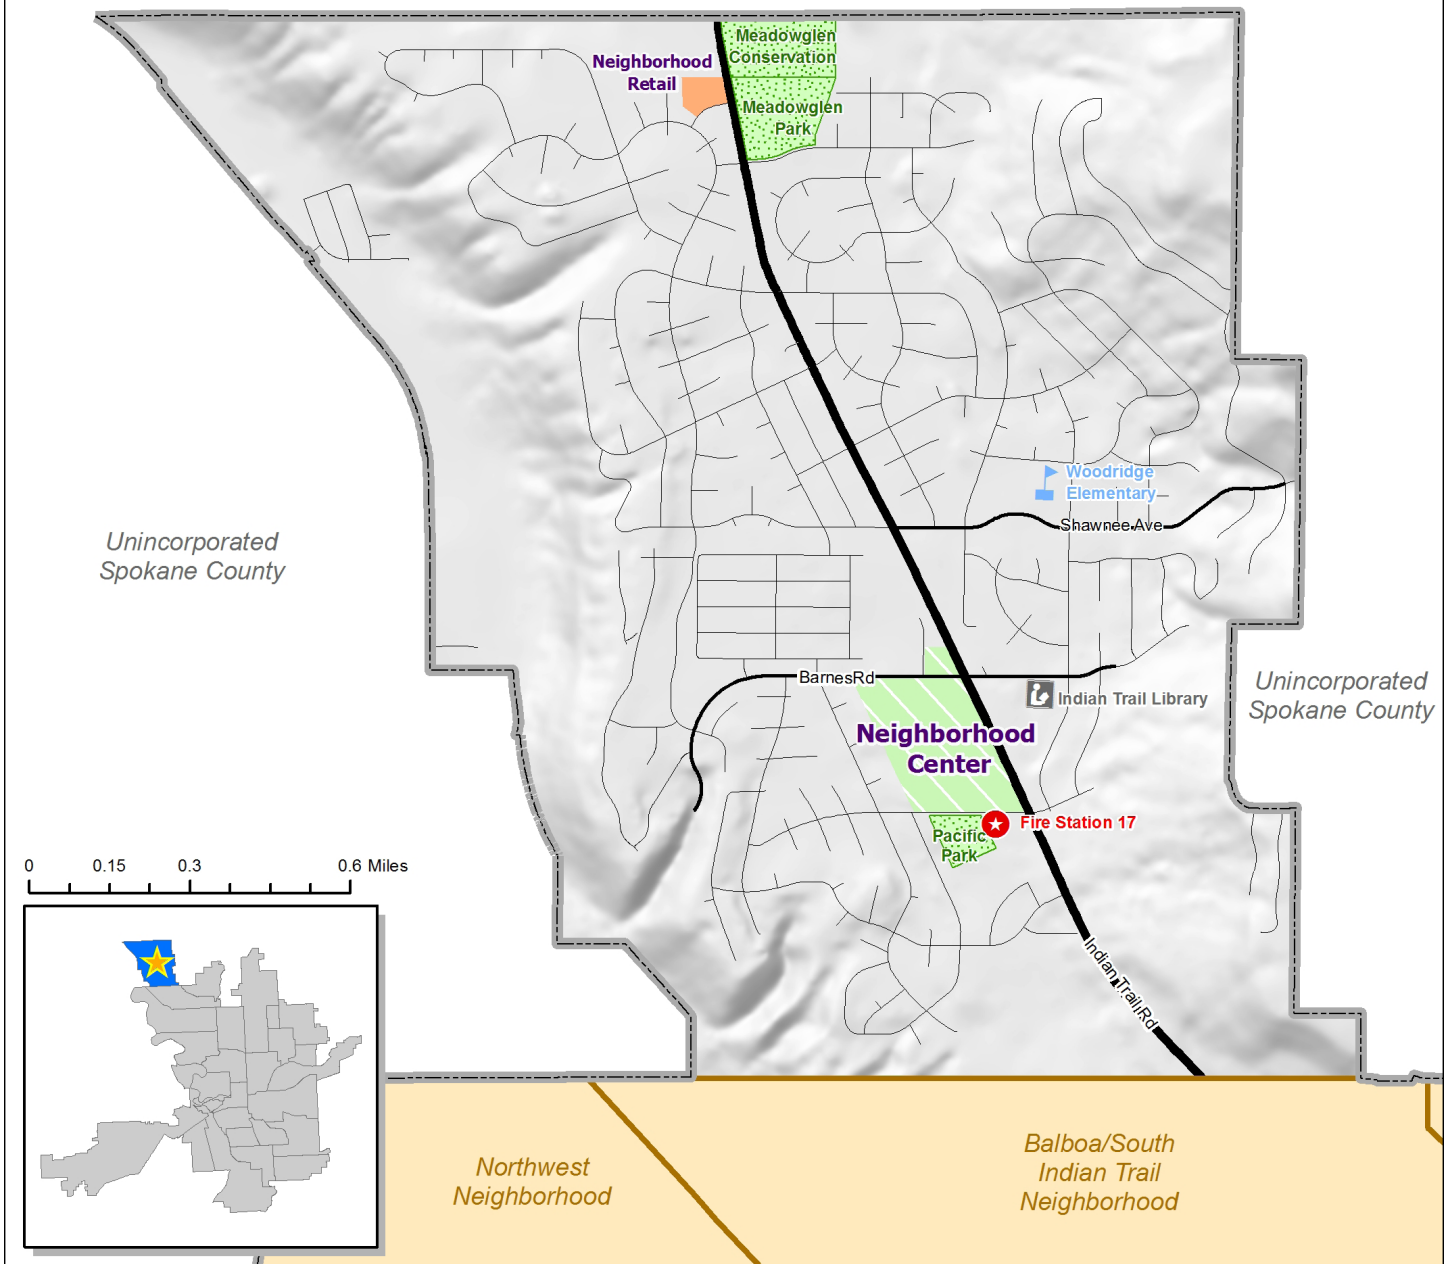 Meadowglen
Conservation
Neighborhood
Retail
Meadowglen
Park
Woodridge
Elementary
Shawnee Ave
Unincorporated
Spokane County
BarnesRd
Indian Trail Library
Unincorporated
Spokane County
Neighborhood
Center
Fire Station 17
Pacific
Park
0 0.15 0.3 0.6 Miles
Indian Trail Rd
Northwest
Neighborhood
Balboa/South
Indian Trail
Neighborhood